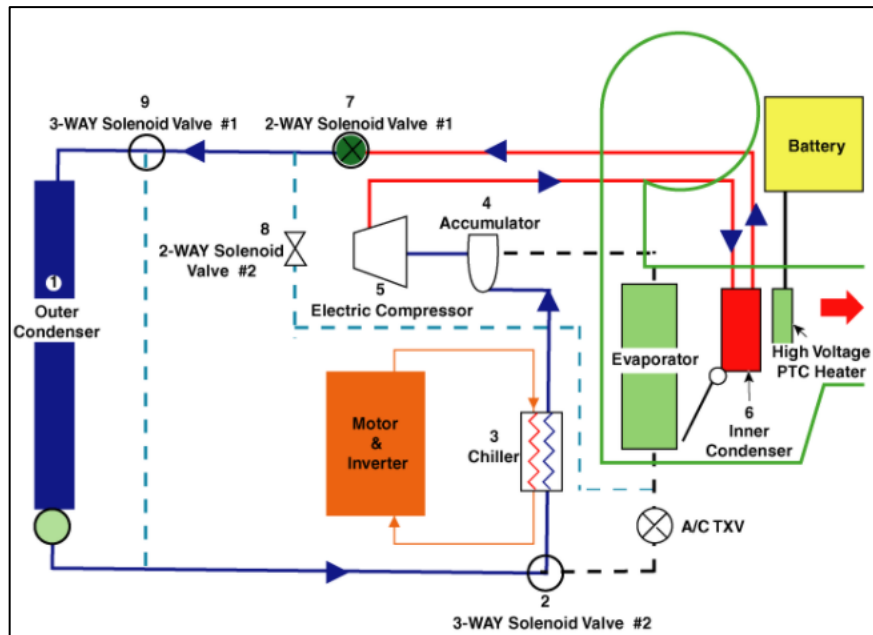 9
3-WAY Solenoid Valve #1
7
2-WAY Solenoid Valve #1
Battery
4
Accumulator
8
2-WAY Solenoid
Valve #2
1
Outer
Condenser
5
Electric Compressor
Evaporator
High Voltage
PTC Heater
6
Inner
Condenser
Motor
&
Inverter
3
Chiller
A/C TXV
2
3-WAY Solenoid Valve #2